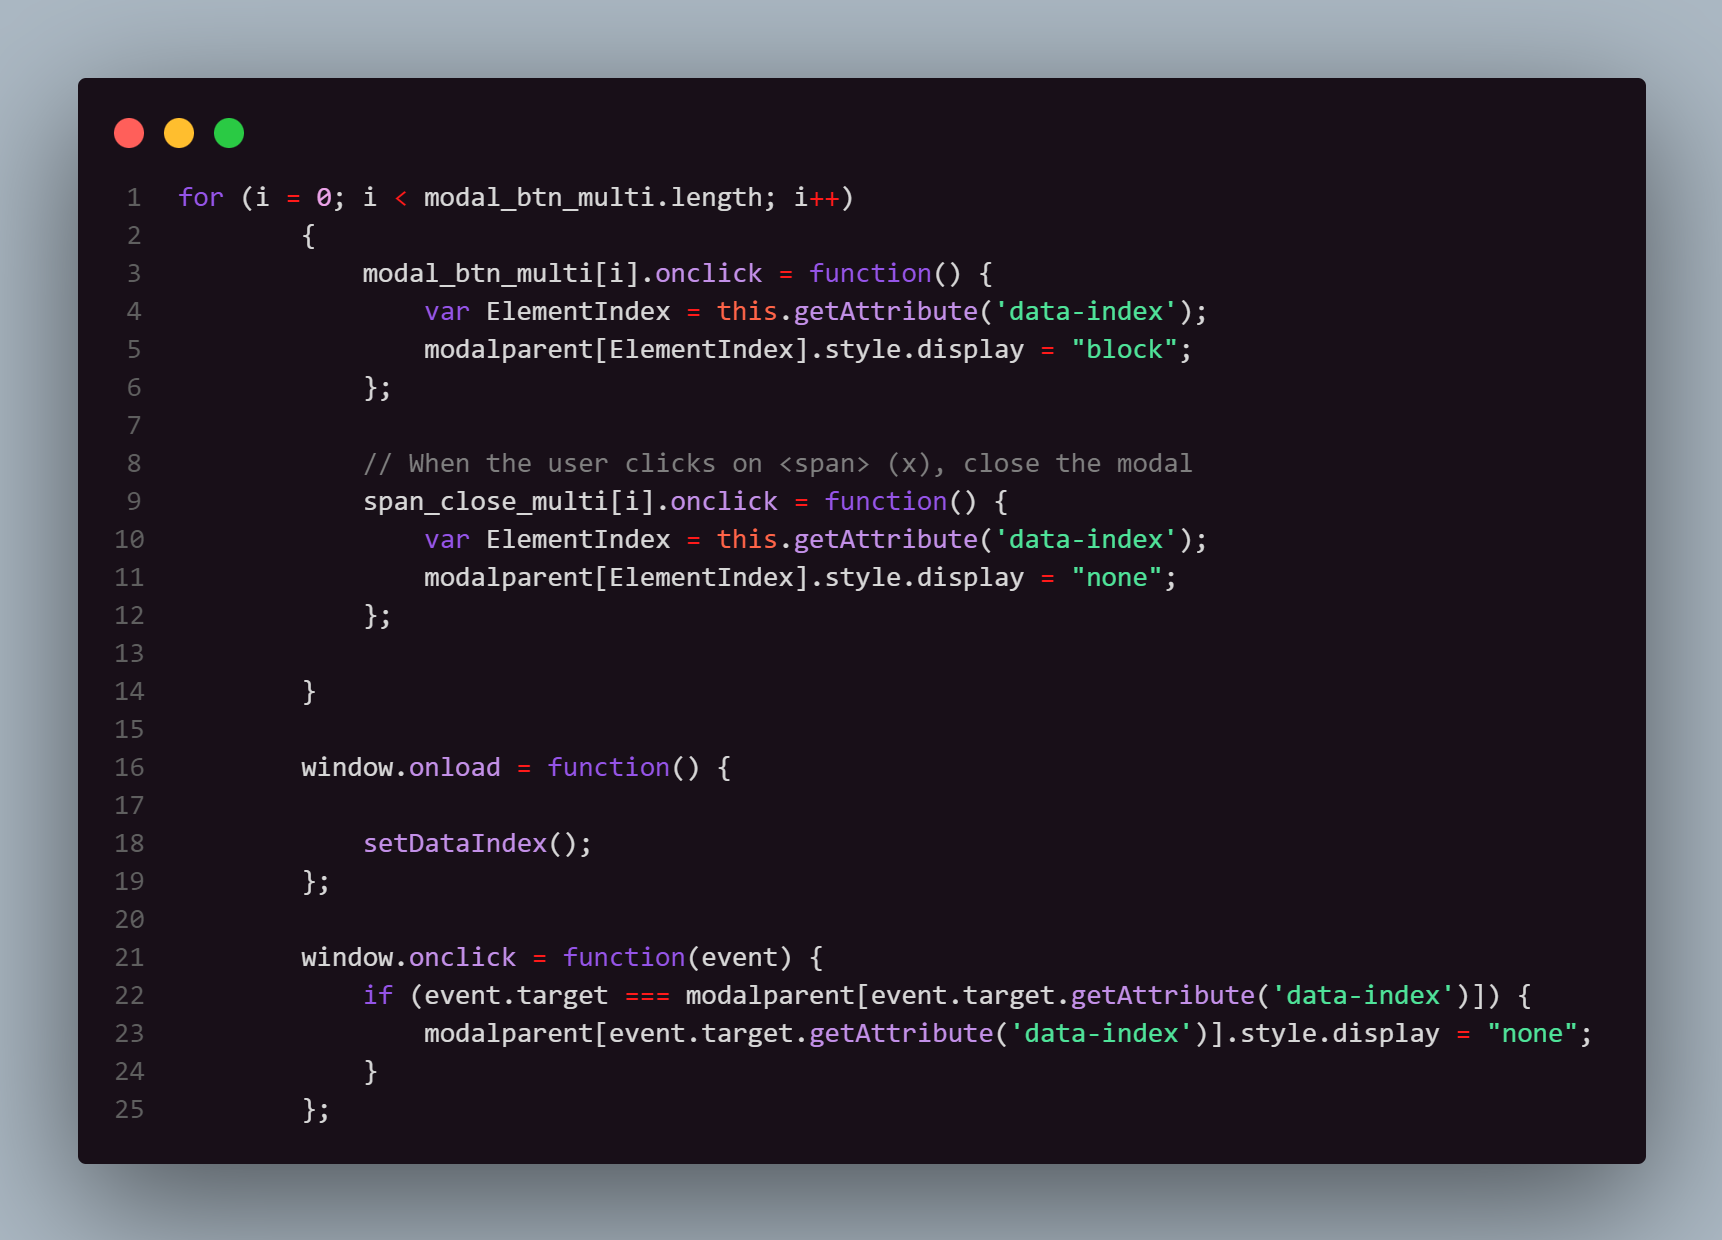 1 for (i = 0; i < modal_btn_multi.length; i++)
2         {
3             modal_btn_multi[i].onclick = function() {
4                 var ElementIndex = this.getAttribute('data-index');
5                 modalparent[ElementIndex].style.display = "block";
6             };
7
8             // When the user clicks on <span> (x), close the modal
9             span_close_multi[i].onclick = function() {
10                 var ElementIndex = this.getAttribute('data-index');
11                 modalparent[ElementIndex].style.display = "none";
12             };
13
14         }
15
16         window.onload = function() {
17
18             setDataIndex();
19         };
20
21         window.onclick = function(event) {
22             if (event.target === modalparent[event.target.getAttribute('data-index')]) {
23                 modalparent[event.target.getAttribute('data-index')].style.display = "none";
24             }
25         };